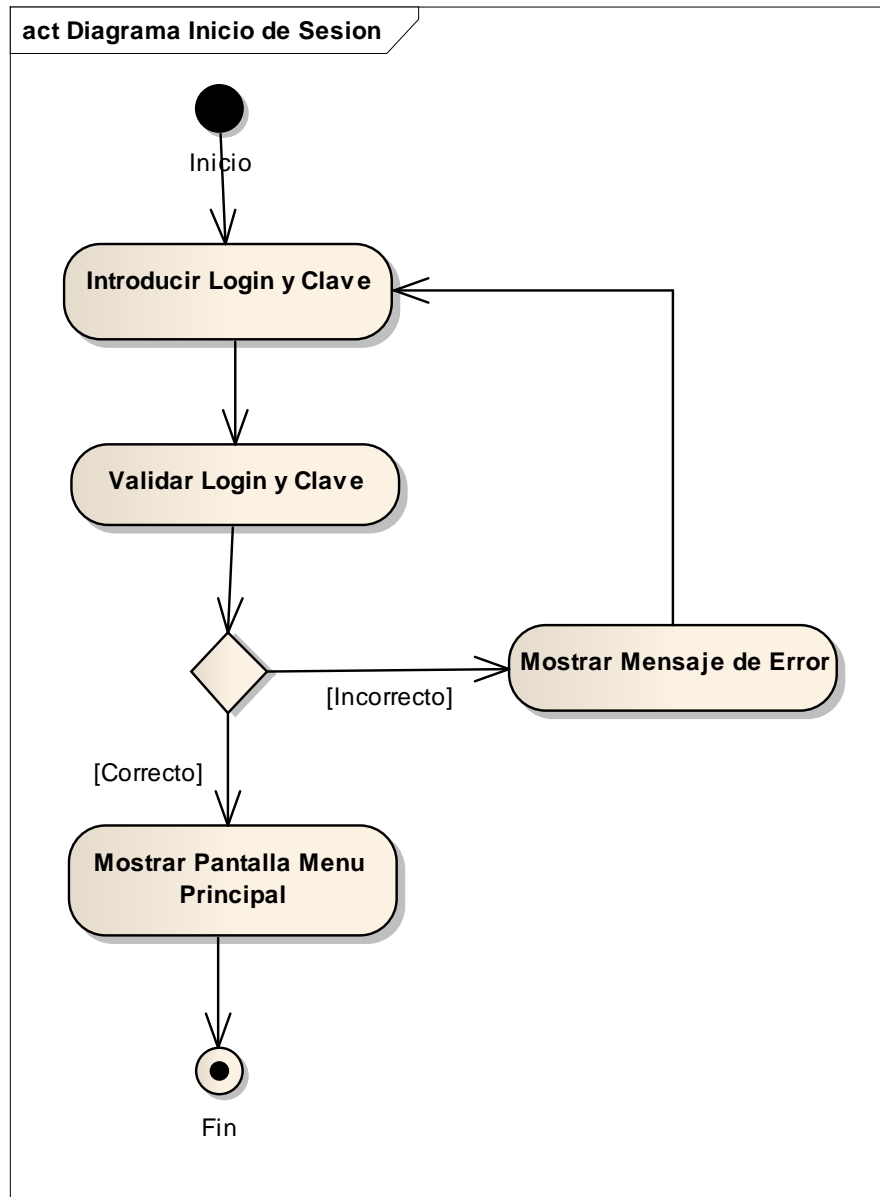 act Diagrama Inicio de Sesion
Inicio
Introducir Login y Clave
Validar Login y Clave
Mostrar Mensaje de Error
[Incorrecto]
[Correcto]
Mostrar Pantalla Menu
Principal
Fin